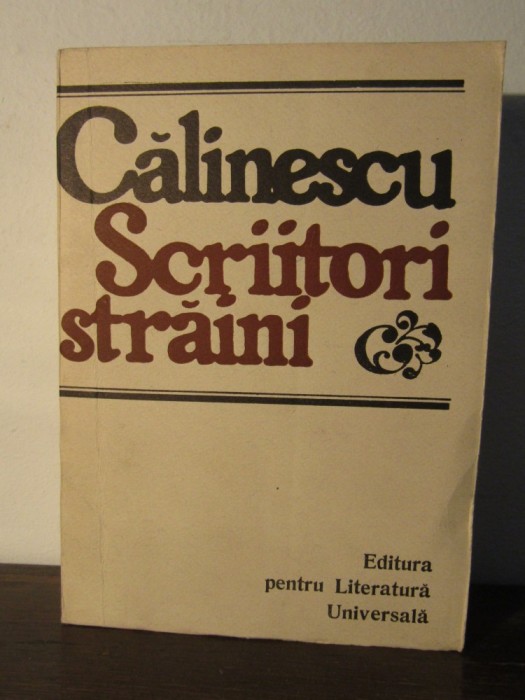 Călinescu
Scriitori
străini
Editura
pentru Literatură
Universală